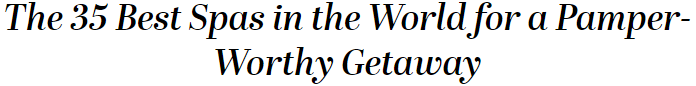 The 35 Best Spas in the World for a Pamper-
Worthy Getaway